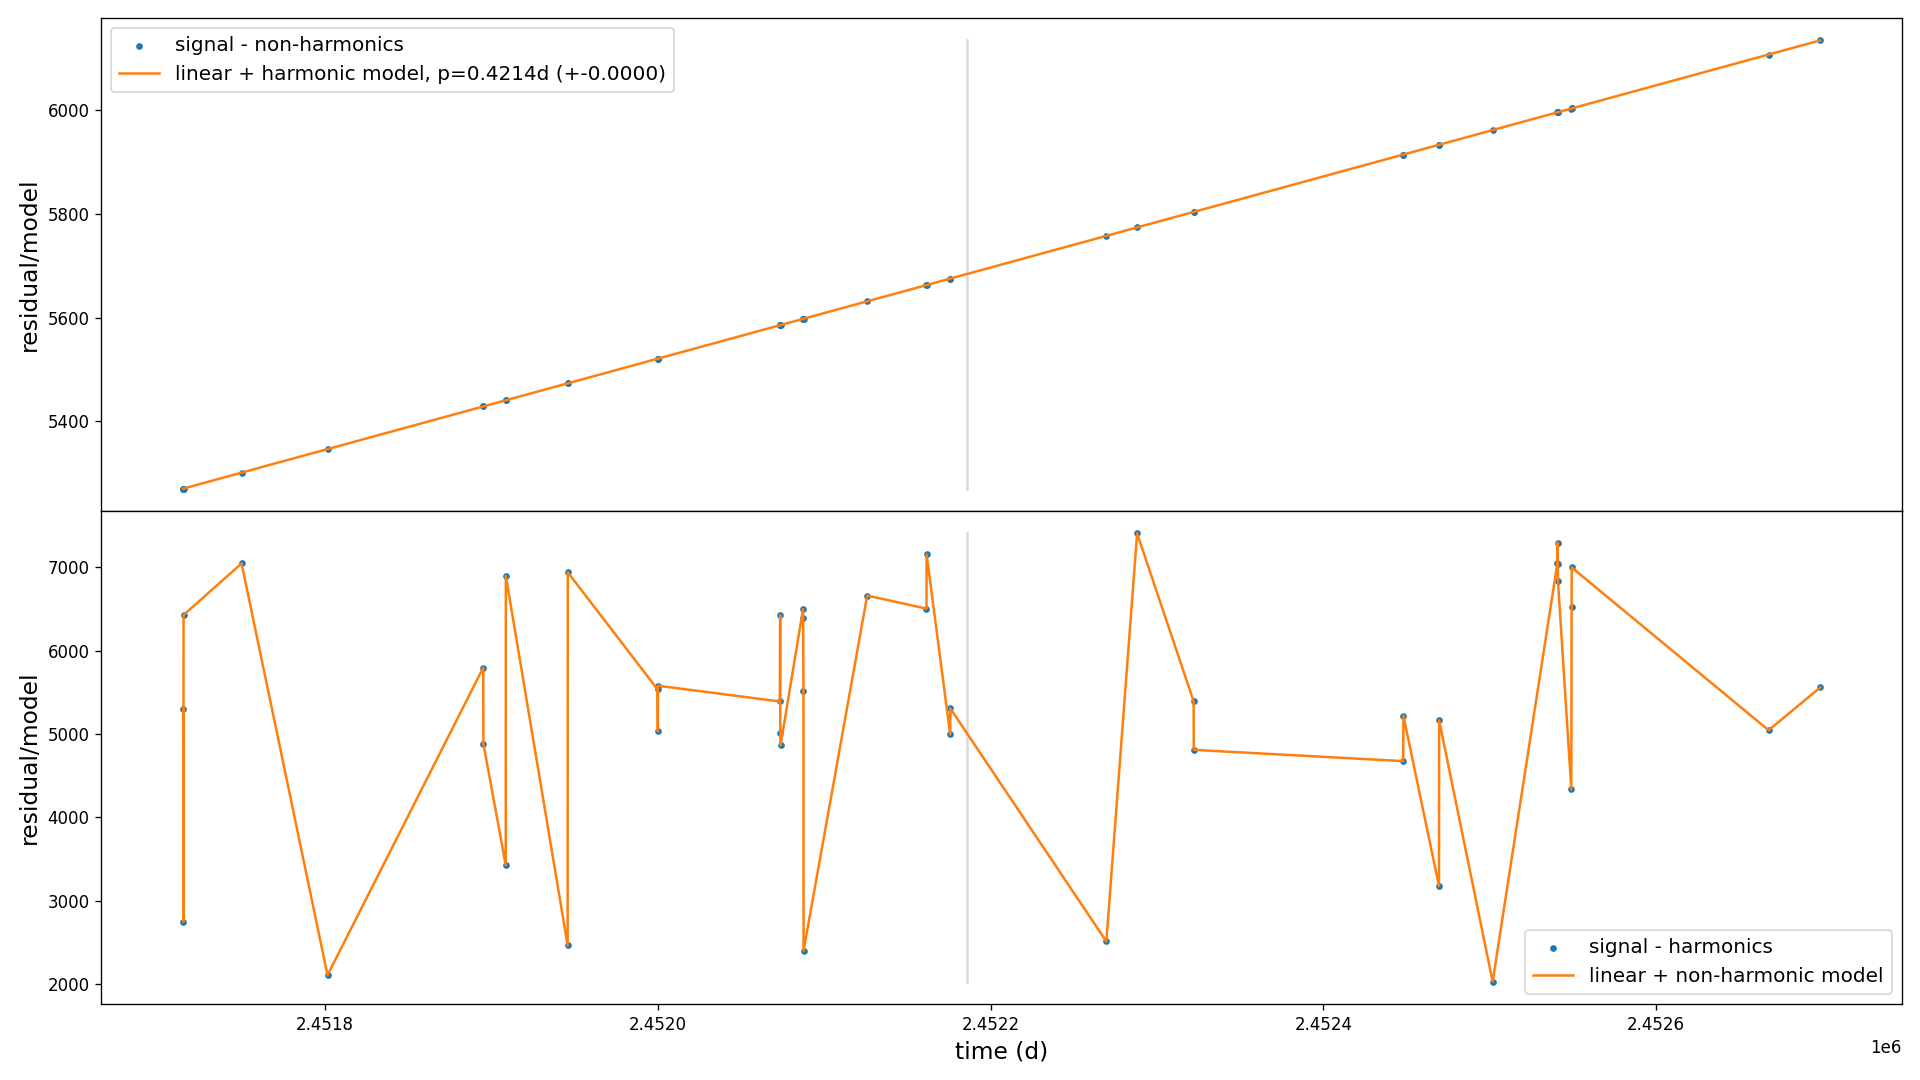 signal - non-harmonics
linear + harmonic model, p=0.4214d (+-0.0000)
6000
5800
5600
5400
residual/model
7000
6000
5000
4000
3000
2000
residual/model
signal - harmonics
linear + non-harmonic model
2.4518
2.4520
2.4522
2.4524
2.4526
1e6
time (d)